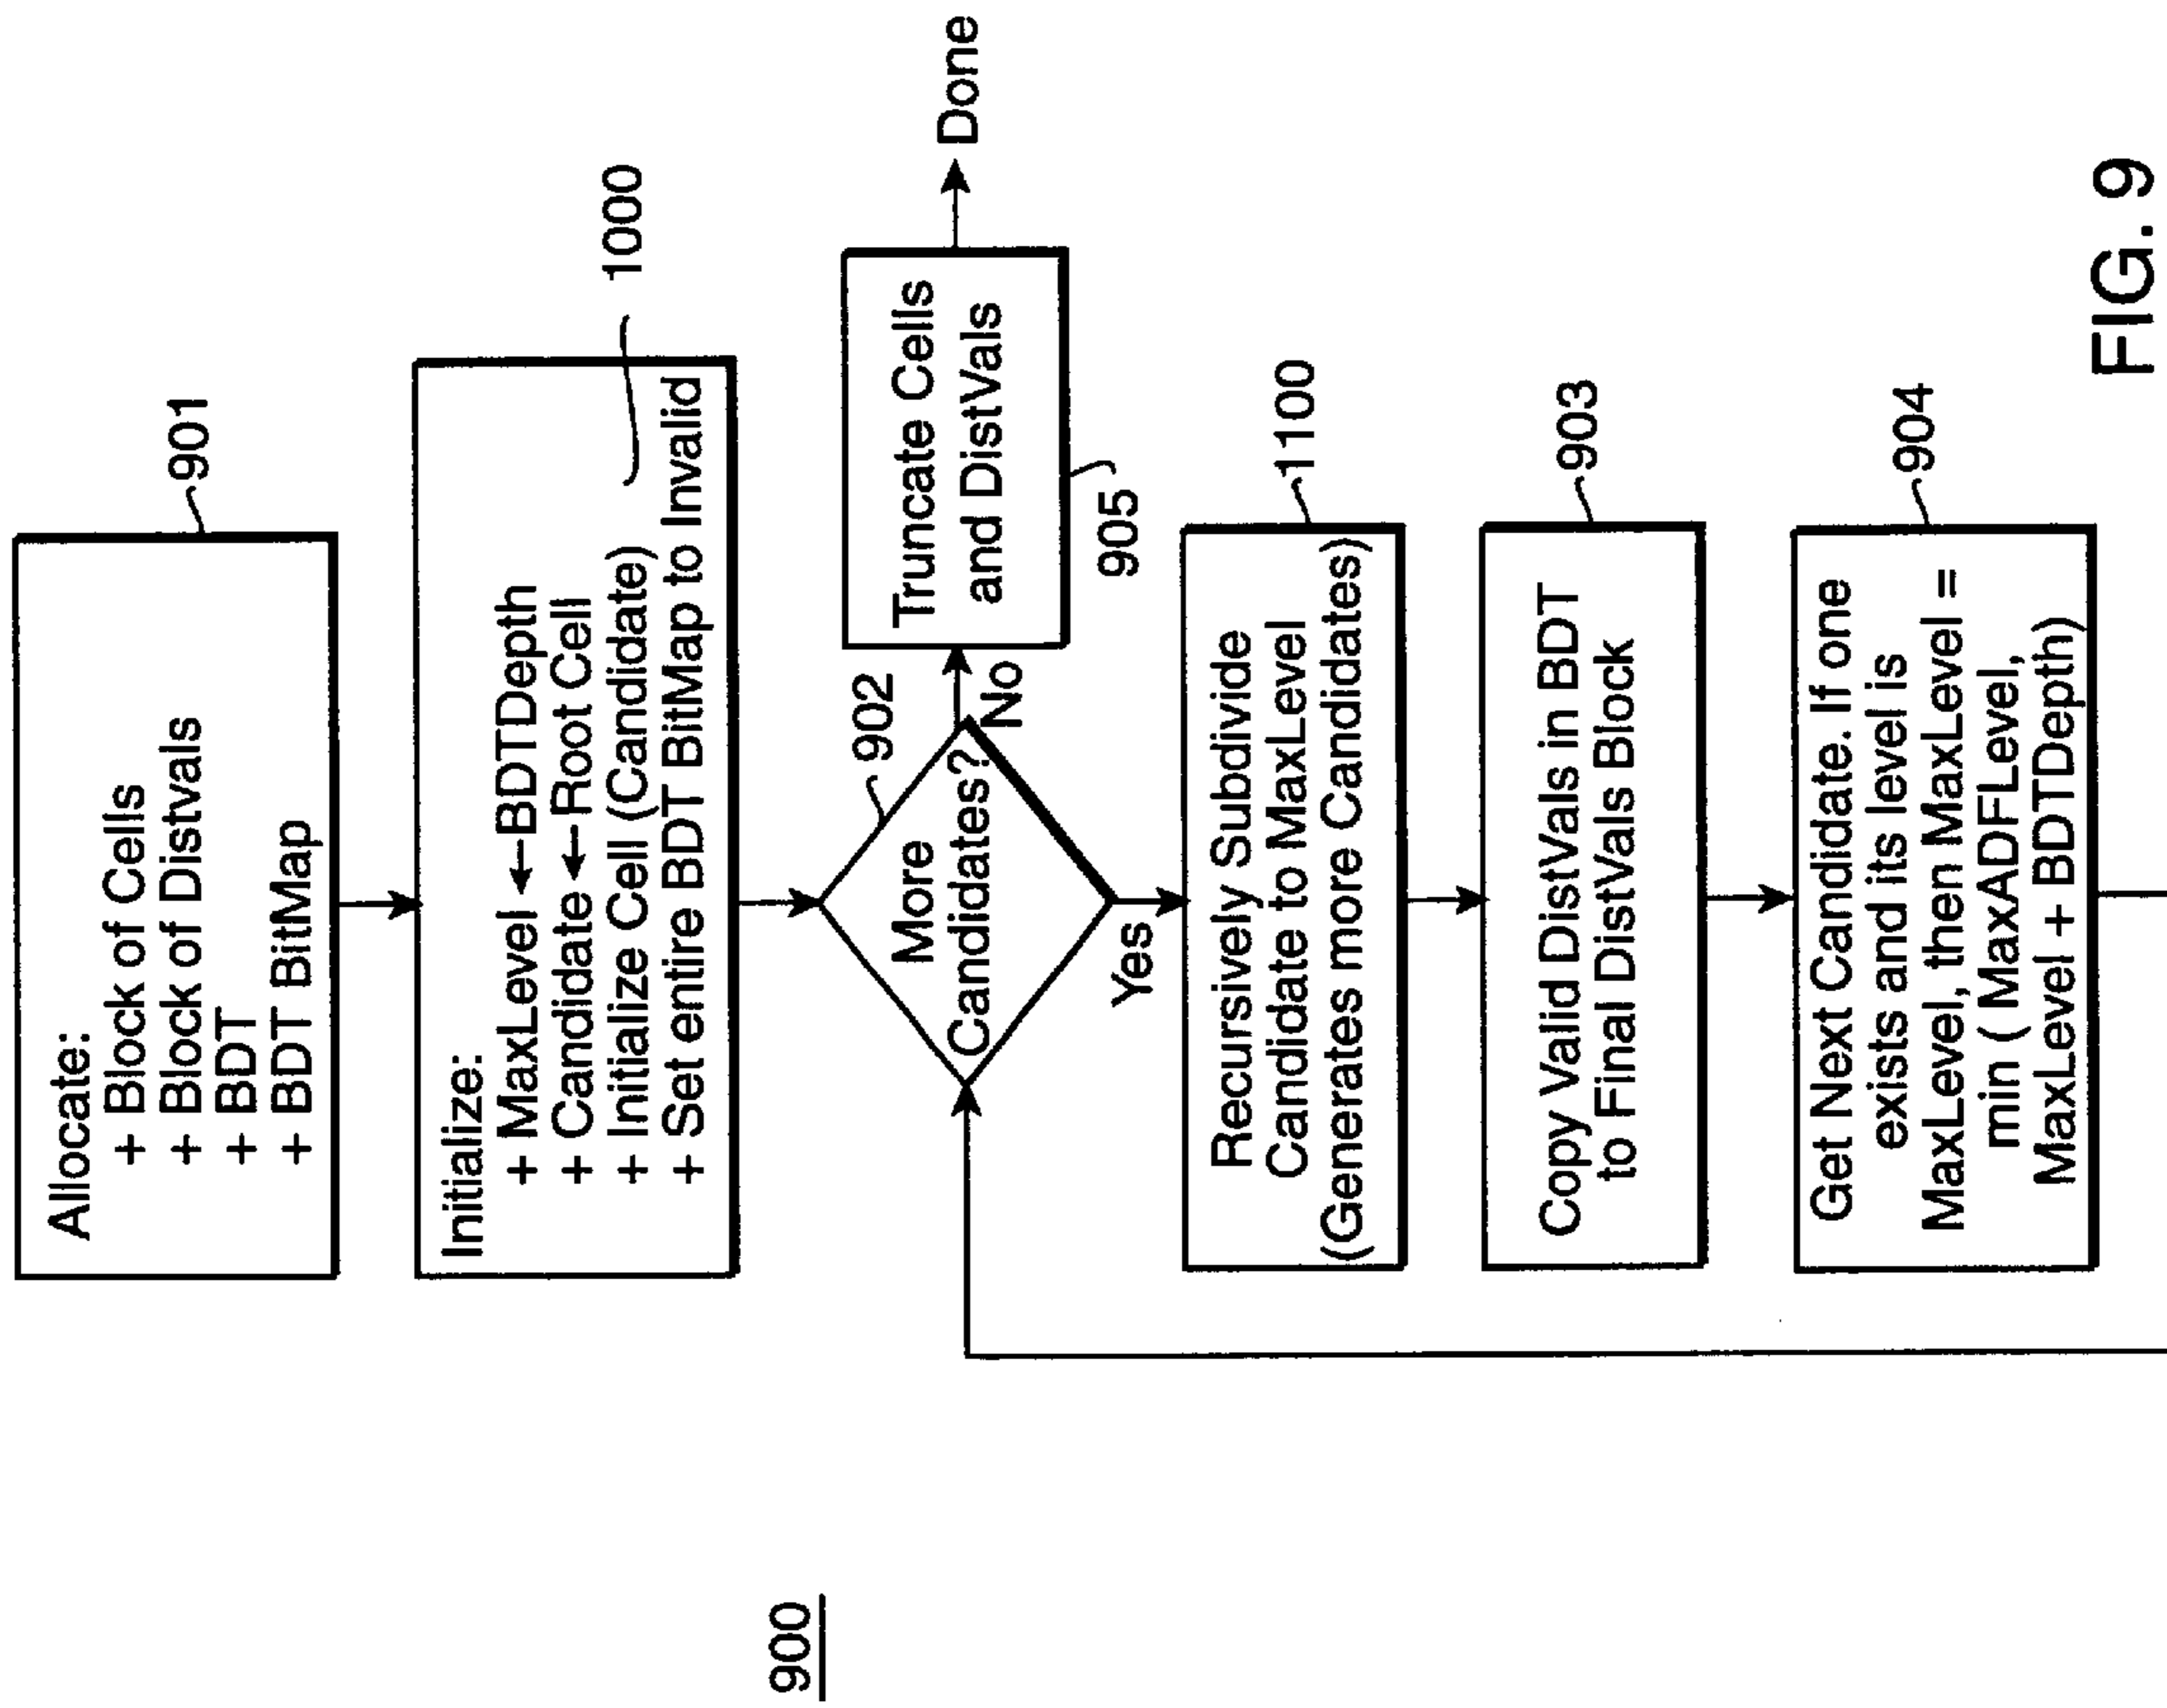 900
Allocate:
+ Block of Cells
+ Block of Distvals
+ BDT
+ BDT BitMap
901
Initialize:
+ MaxLevel ← BDTDepth
+ Candidate ← Root Cell
+ Initialize Cell (Candidate)
+ Set entire BDT BitMap to Invalid
1000
More
Candidates?
902
No
Truncate Cells
and DistVals
905
Done
Yes
Recursively Subdivide
Candidate to MaxLevel
(Generates more Candidates)
1100
Copy Valid DistVals in BDT
to Final DistVals Block
903
Get Next Candidate. If one
exists and its level is
MaxLevel, then MaxLevel =
min ( MaxADFLevel,
MaxLevel + BDTDepth)
904
FIG. 9